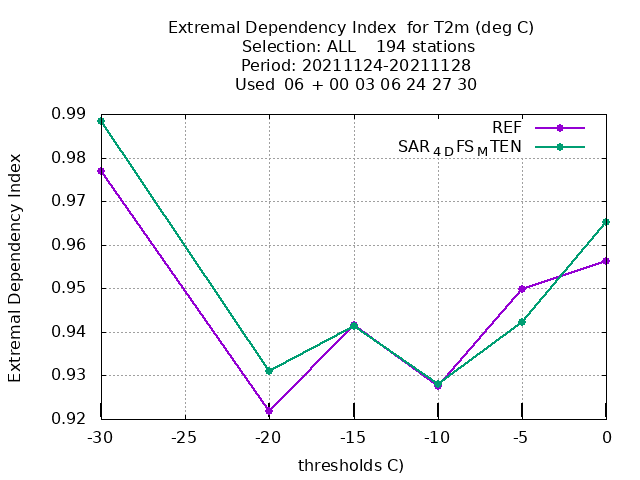 Extremal Dependency Index for T2m (deg C)
Selection: ALL 194 stations
Period: 20211124-20211128
Used 06 + 00 03 06 24 27 30
REF
SAR4DFSMTEN
Extremal Dependency Index
0.99
0.98
0.97
0.96
0.95
0.94
0.93
0.92
-30 -25 -20 -15 -10 -5 0
thresholds C)